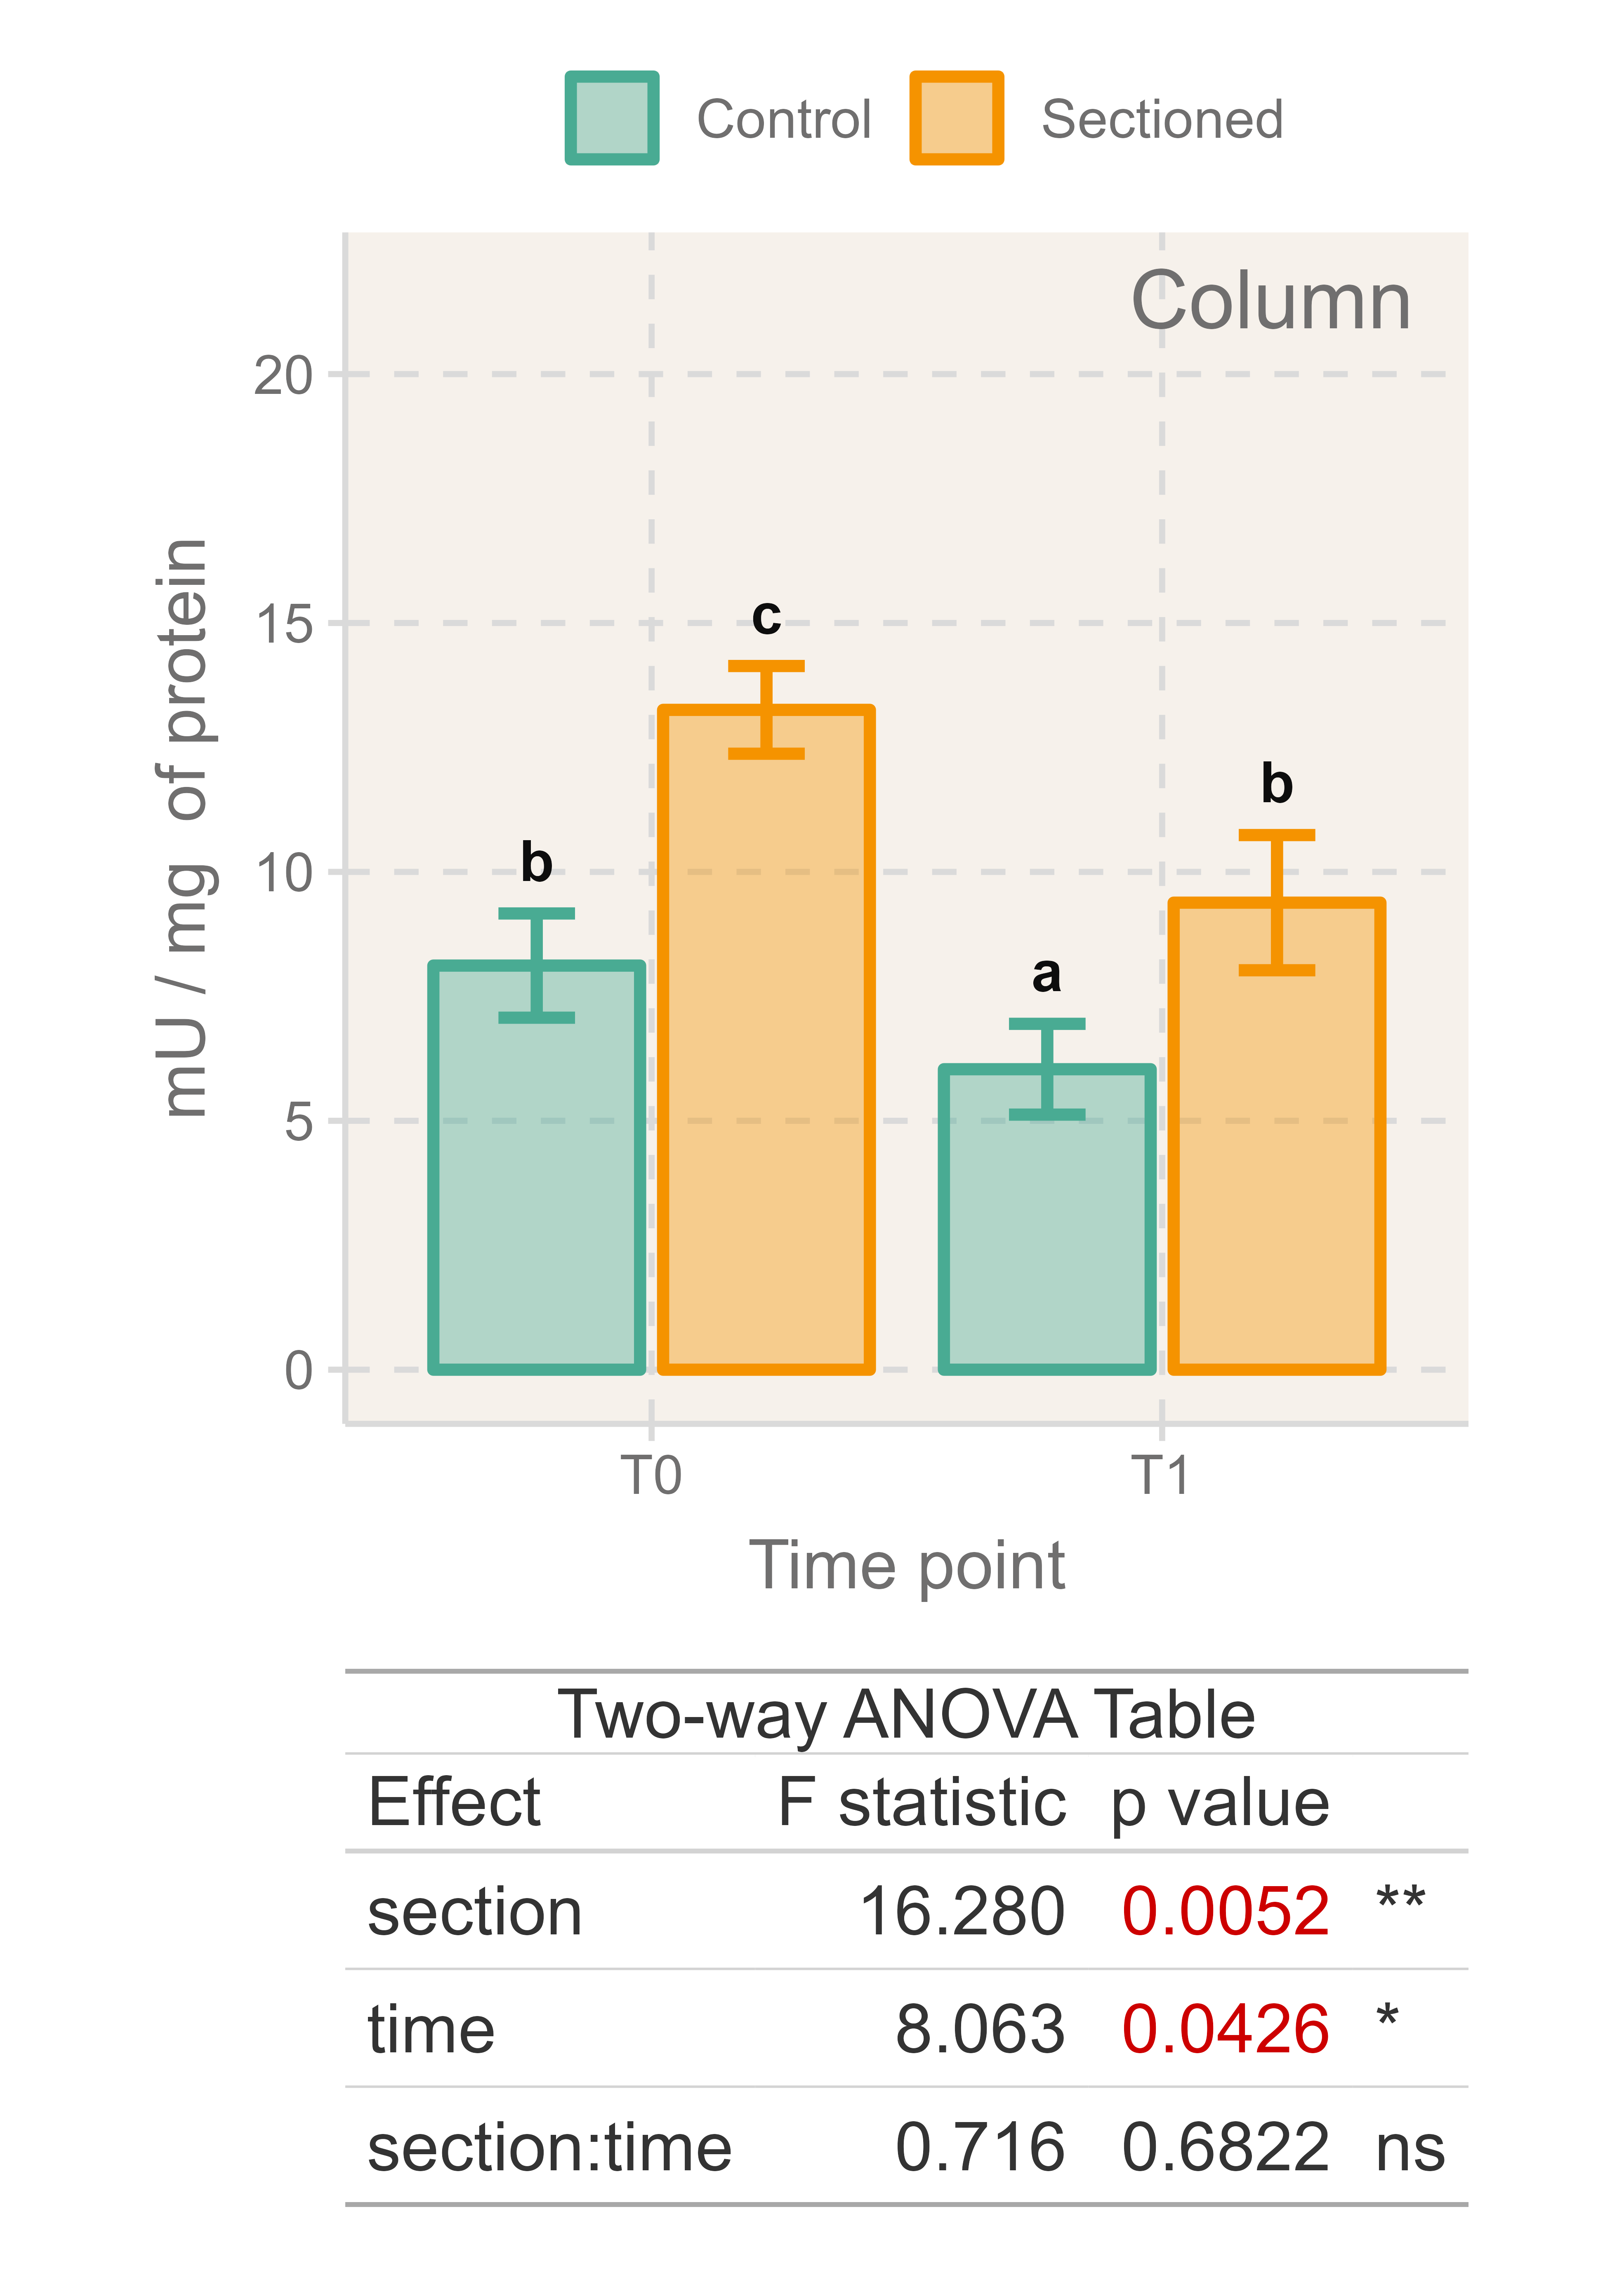 Control Sectioned
Column
20
15
10
5
0
mU / mg of protein
c
b
b
a
T0 T1
Time point
Two-way ANOVA Table
Effect F statistic p value
section 16.280 0.0052 **
time 8.063 0.0426 *
section:time 0.716 0.6822 ns